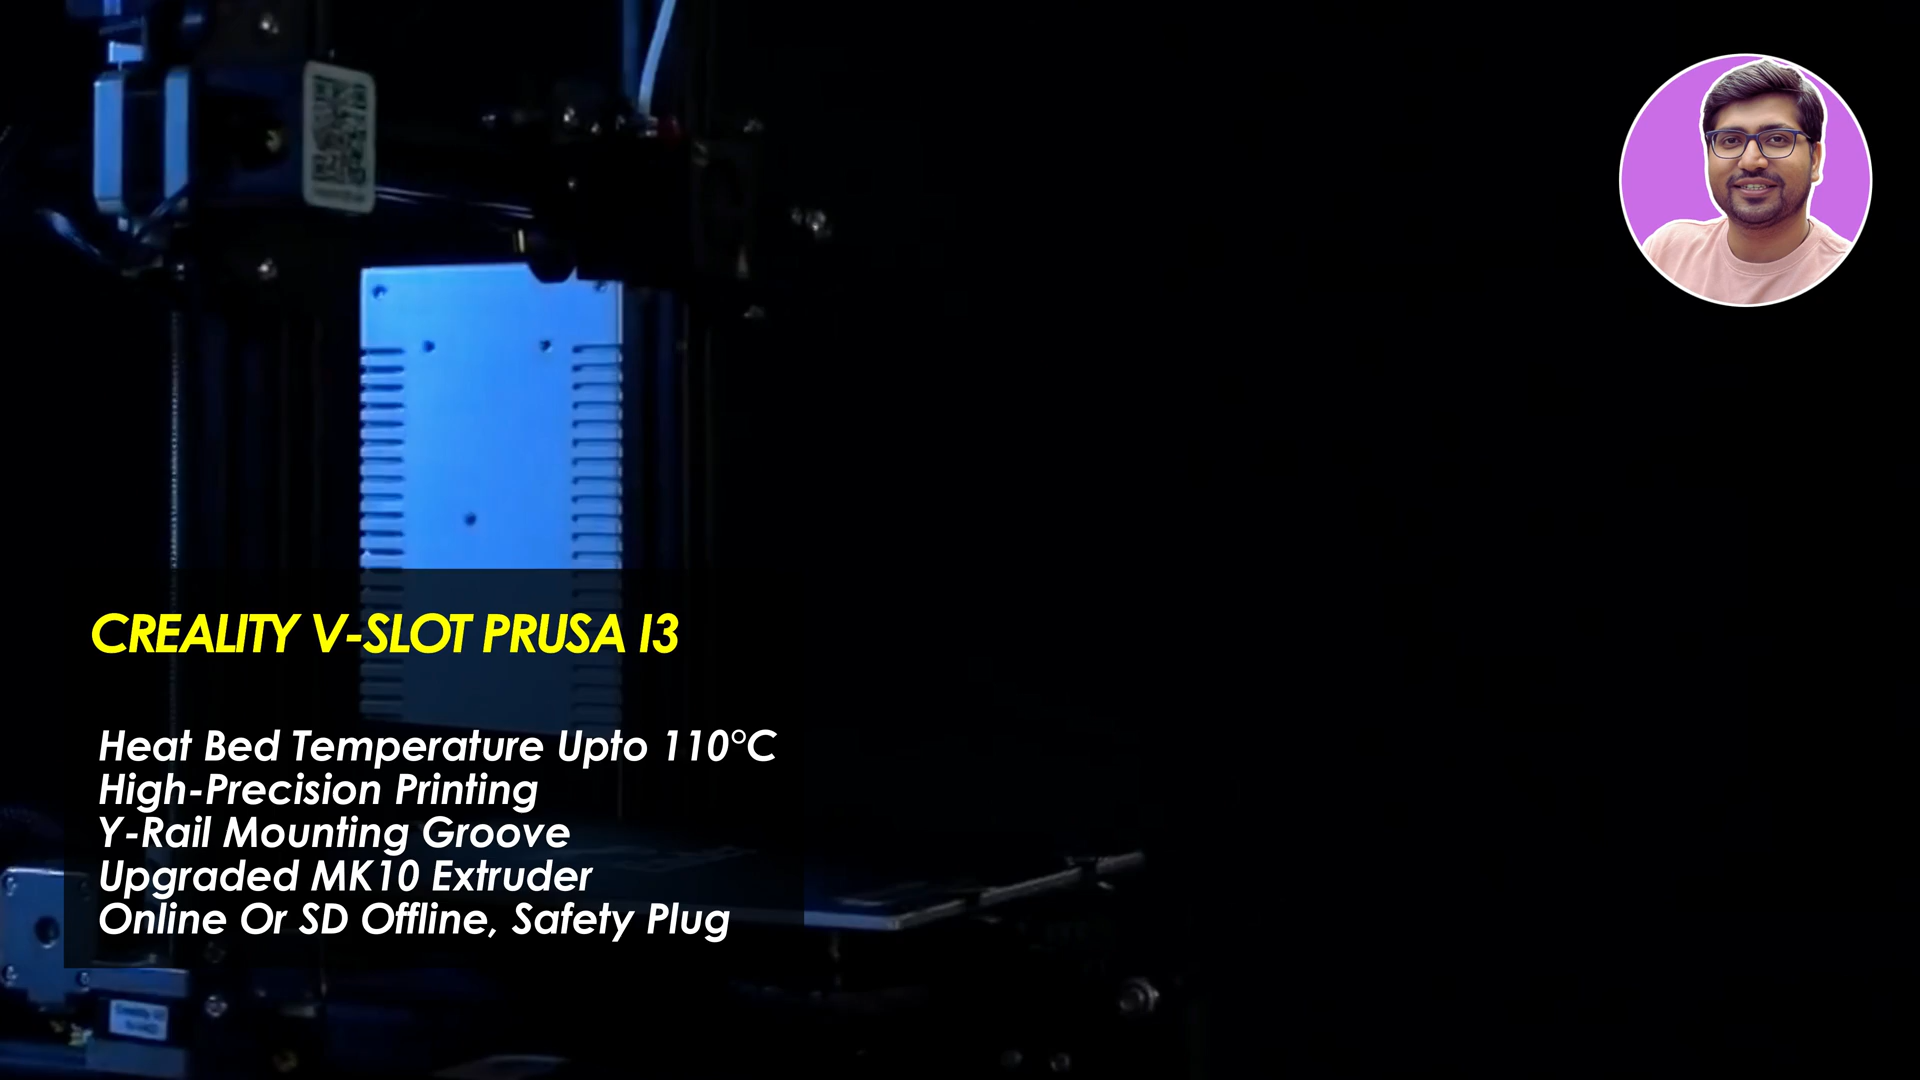 CREALITY V-SLOT PRUSA I3
Heat Bed Temperature Upto 110°C
High-Precision Printing
Y-Rail Mounting Groove
Upgraded MK10 Extruder
Online Or SD Offline, Safety Plug